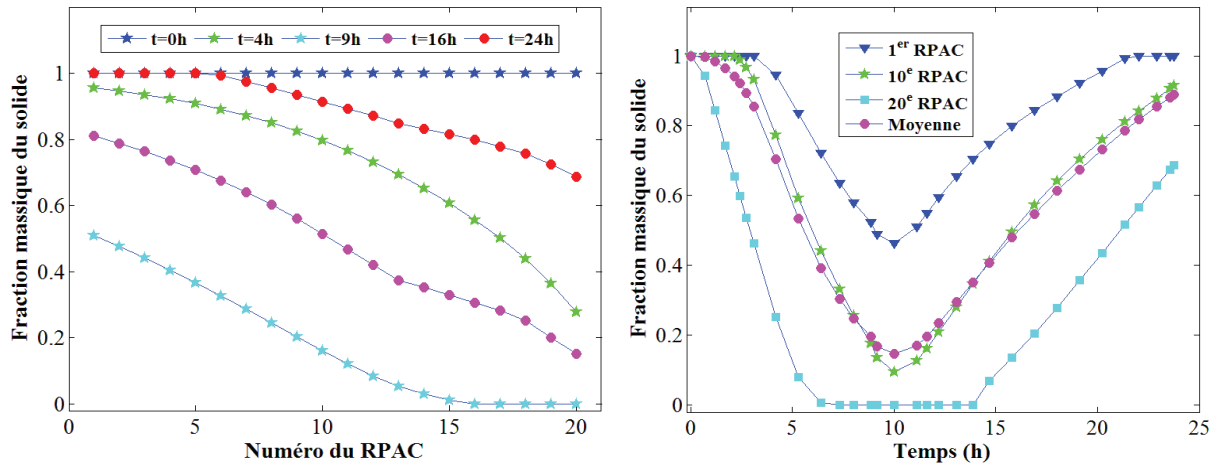 t=0h t=4h t=9h t=16h t=24h
Fraction massique du solide
1
0.8
0.6
0.4
0.2
0
0 5 10 15 20
Numéro du RPAC
1er RPAC
10e RPAC
20e RPAC
Moyenne
Fraction massique du solide
1
0.8
0.6
0.4
0.2
0
0 5 10 15 20 25
Temps (h)